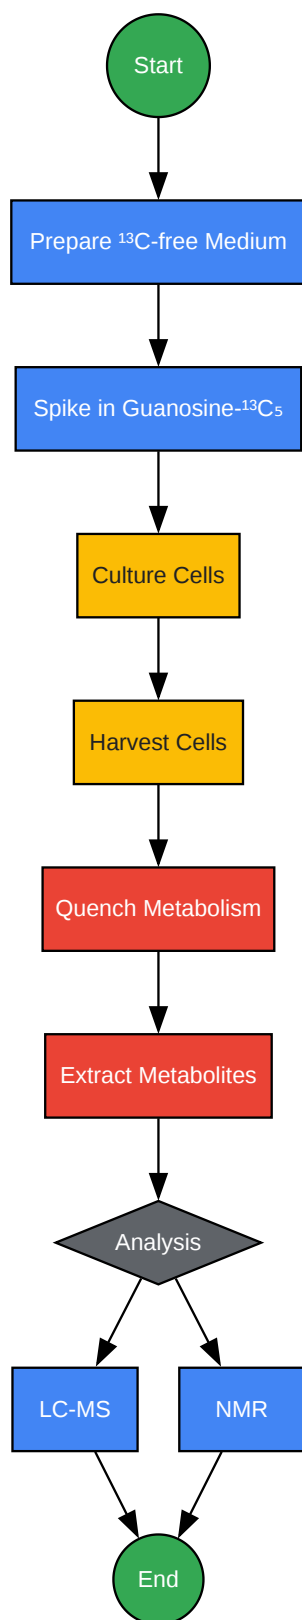 Start
Prepare ¹³C-free Medium
Spike in Guanosine-¹³C₅
Culture Cells
Harvest Cells
Quench Metabolism
Extract Metabolites
Analysis
LC-MS
NMR
End